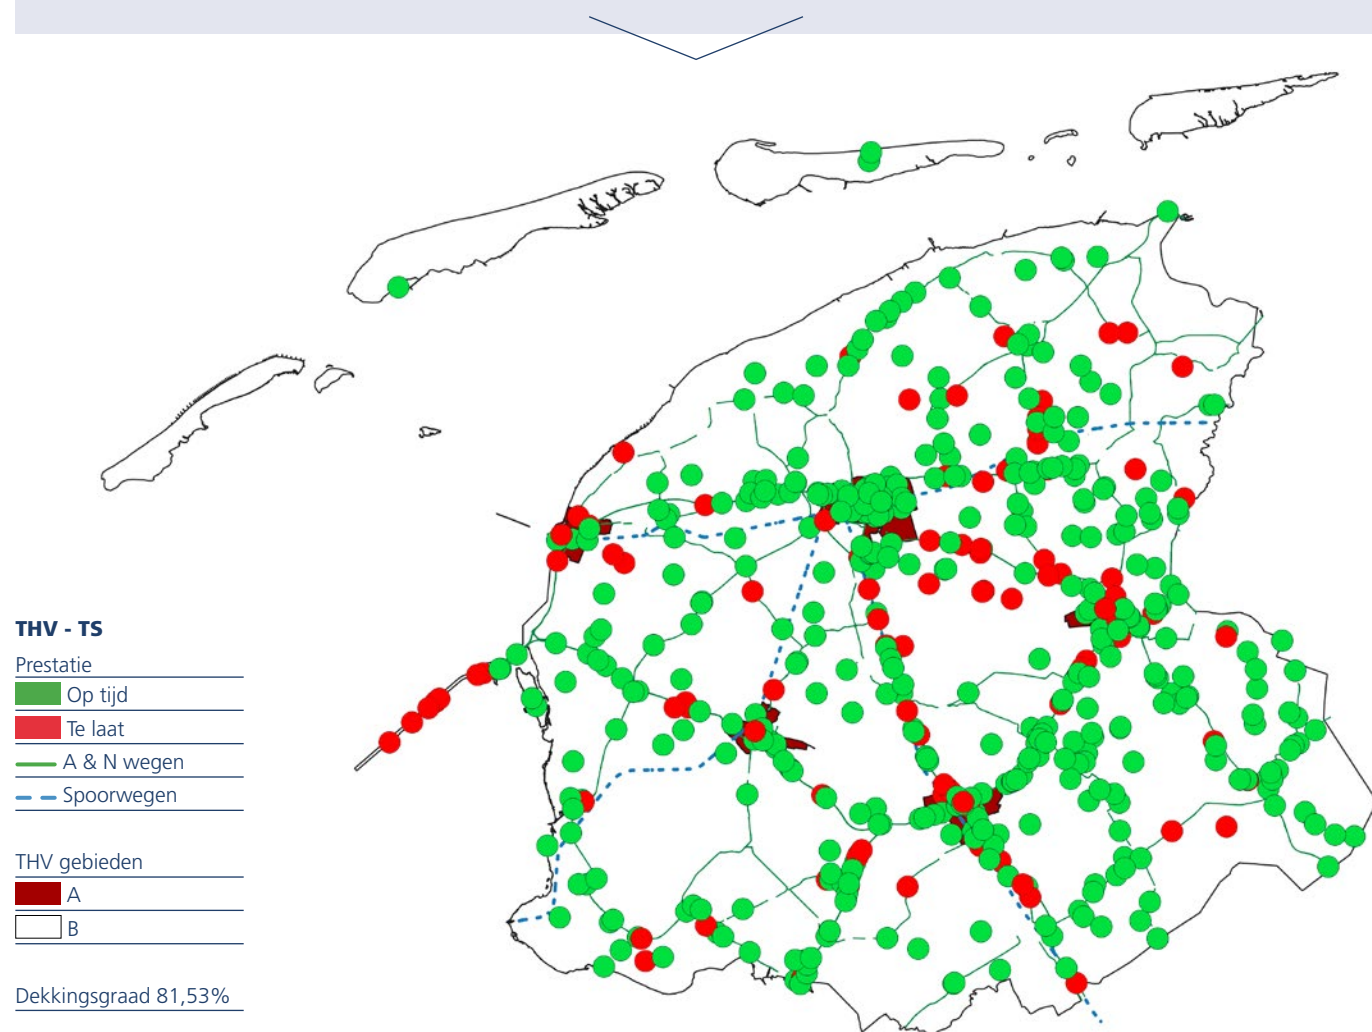 THV - TS
Prestatie
Op tijd
Te laat
A & N wegen
Spoorwegen
THV gebieden
A
B
Dekkingsgraad 81,53%